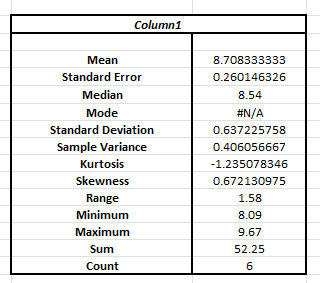 Column1
Mean 8.708333333
Standard Error 0.260146326
Median 8.54
Mode #N/A
Standard Deviation 0.637225758
Sample Variance 0.406056667
Kurtosis -1.235078346
Skewness 0.672130975
Range 1.58
Minimum 8.09
Maximum 9.67
Sum 52.25
Count 6